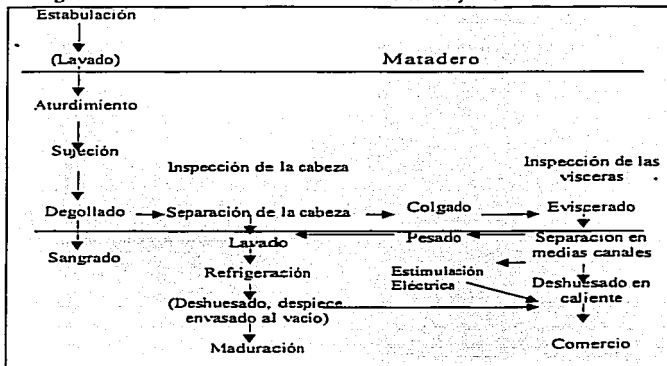 Estabulación
(Lavado) Matadero
Aturdimiento
Sujeción
Inspección de la cabeza
Inspección de las
visceras
Degollado
Separación de la cabeza
Colgado
Eviscerado
Lavado
Pesado
Separacion en
medias canales
Sangrado
Refrigeración
Estimulación
Eléctrica
Deshuesado en
caliente
(Deshuesado, despiece
envasado al vacio)
Maduración
Comercio